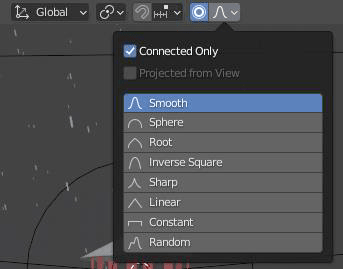 Global
Connected Only
Projected from View
Smooth
Sphere
Root
Inverse Square
Sharp
Linear
Constant
Random